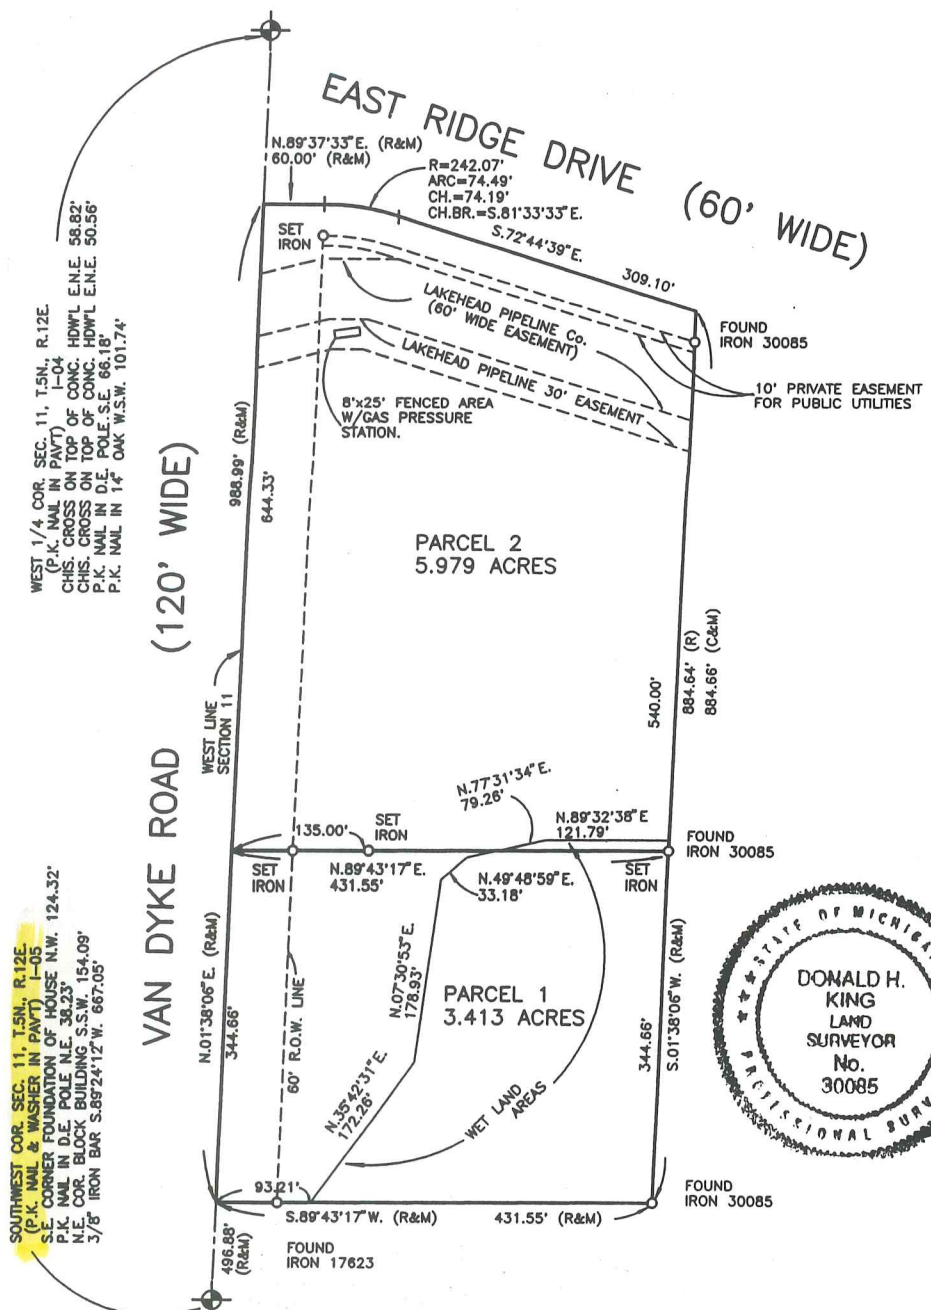 EAST RIDGE DRIVE (60' WIDE)
N.89°37'33"E. (R&M)
60.00' (R&M)
R=242.07'
ARC=74.49'
CH.=74.19'
CH.BR.=S.81°33'33"E.
S.72°44'39"E.
309.10'
SET
IRON
LAKEHEAD PIPELINE Co.
(60' WIDE EASEMENT)
LAKEHEAD PIPELINE 30' EASEMENT
FOUND
IRON 30085
10' PRIVATE EASEMENT
FOR PUBLIC UTILITIES
8'x25' FENCED AREA
W/GAS PRESSURE
STATION.
WEST 1/4 COR. SEC. 11, T.5N., R.12E.
(P.K. NAIL IN PAV'T) I-04
CHIS. CROSS ON TOP OF CONC. HDW'L E.N.E. 58.82'
CHIS. CROSS ON TOP OF CONC. HDW'L E.N.E. 50.56'
P.K. NAIL IN D.E. POLE S.E. 66.18'
P.K. NAIL IN 14" OAK W.S.W. 101.74'
VAN DYKE ROAD (120' WIDE)
988.99' (R&M)
644.33'
WEST LINE
SECTION 11
PARCEL 2
5.979 ACRES
540.00'
884.64' (R)
884.66' (C&M)
N.77°31'34"E.
79.26'
N.89°32'38"E
121.79'
135.00'
SET
IRON
FOUND
IRON 30085
SET
IRON
N.89°43'17"E.
431.55'
N.49°48'59"E.
33.18'
SET
IRON
N.01°38'06"E. (R&M)
344.66'
60' R.O.W. LINE
N.07°30'53"E.
178.93'
PARCEL 1
3.413 ACRES
N.35°42'31"E.
172.26'
WET LAND
AREAS
344.66'
S.01°38'06"W. (R&M)
STATE OF MICHIGAN
DONALD H.
KING
LAND
SURVEYOR
No.
30085
PROFESSIONAL
SOUTHWEST COR. SEC. 11, T.5N., R.12E.
(P.K. NAIL & WASHER IN PAV'T) I-05
S.E. CORNER FOUNDATION OF HOUSE N.W. 124.32'
P.K. NAIL IN D.E. POLE N.E. 38.23'
N.E. COR. BLOCK BUILDING S.S.W. 154.09'
3/8" IRON BAR S.89°24'12"W. 667.05'
93.21'
S.89°43'17"W. (R&M)
431.55' (R&M)
FOUND
IRON 30085
496.88'
(R&M)
FOUND
IRON 17623